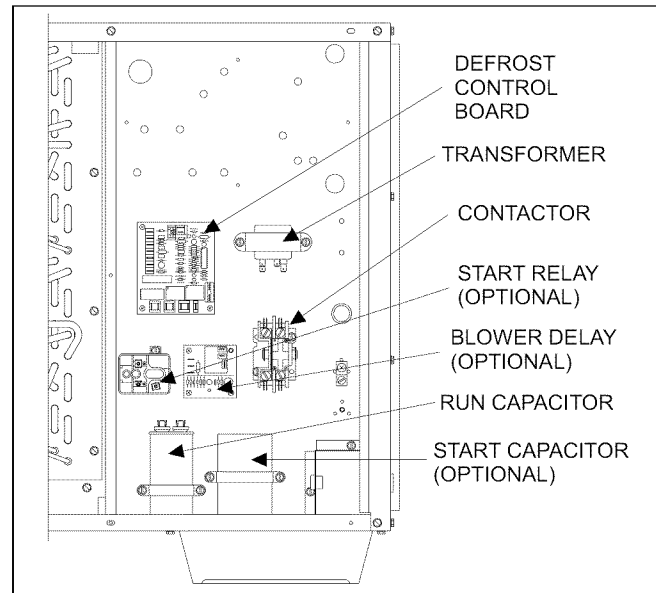 DEFROST
CONTROL
BOARD
TRANSFORMER
CONTACTOR
START RELAY
(OPTIONAL)
BLOWER DELAY
(OPTIONAL)
RUN CAPACITOR
START CAPACITOR
(OPTIONAL)